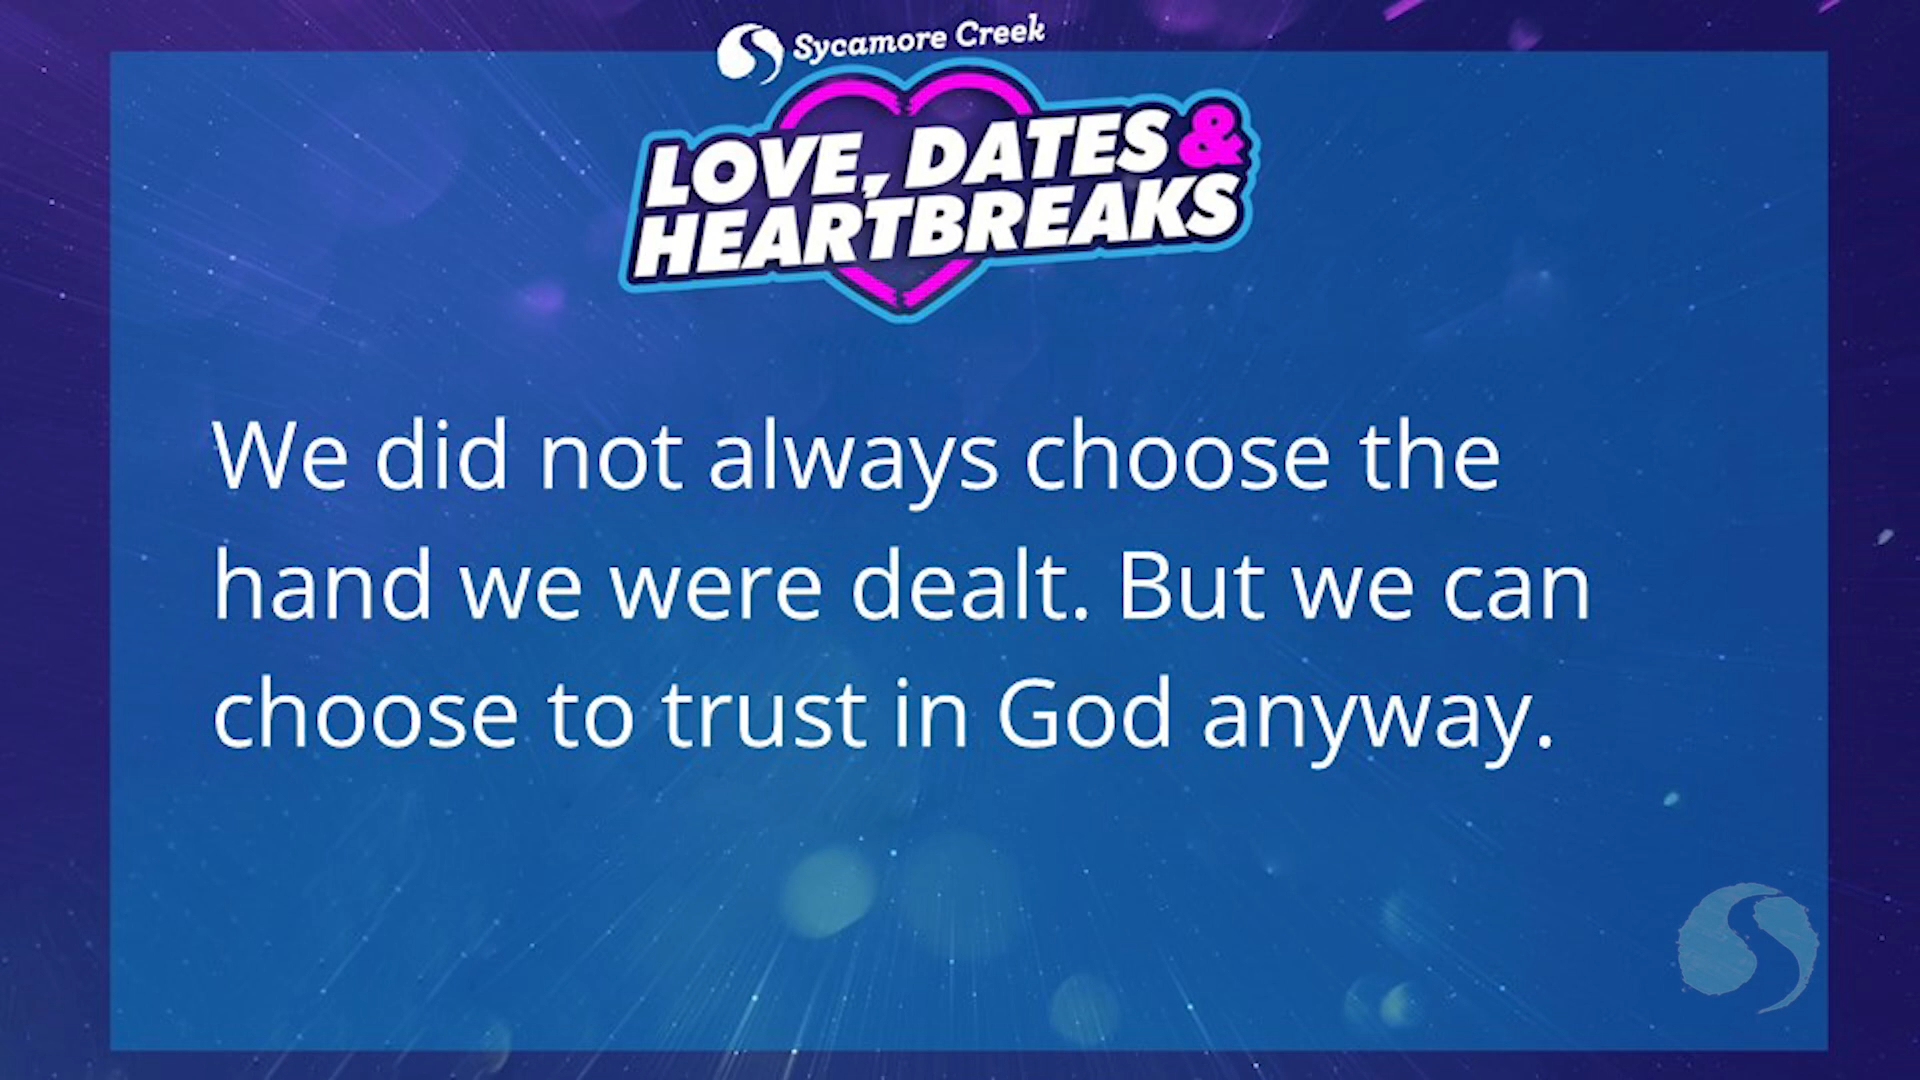 Sycamore Creek
LOVE, DATES &
HEARTBREAKS
We did not always choose the
hand we were dealt. But we can
choose to trust in God anyway.